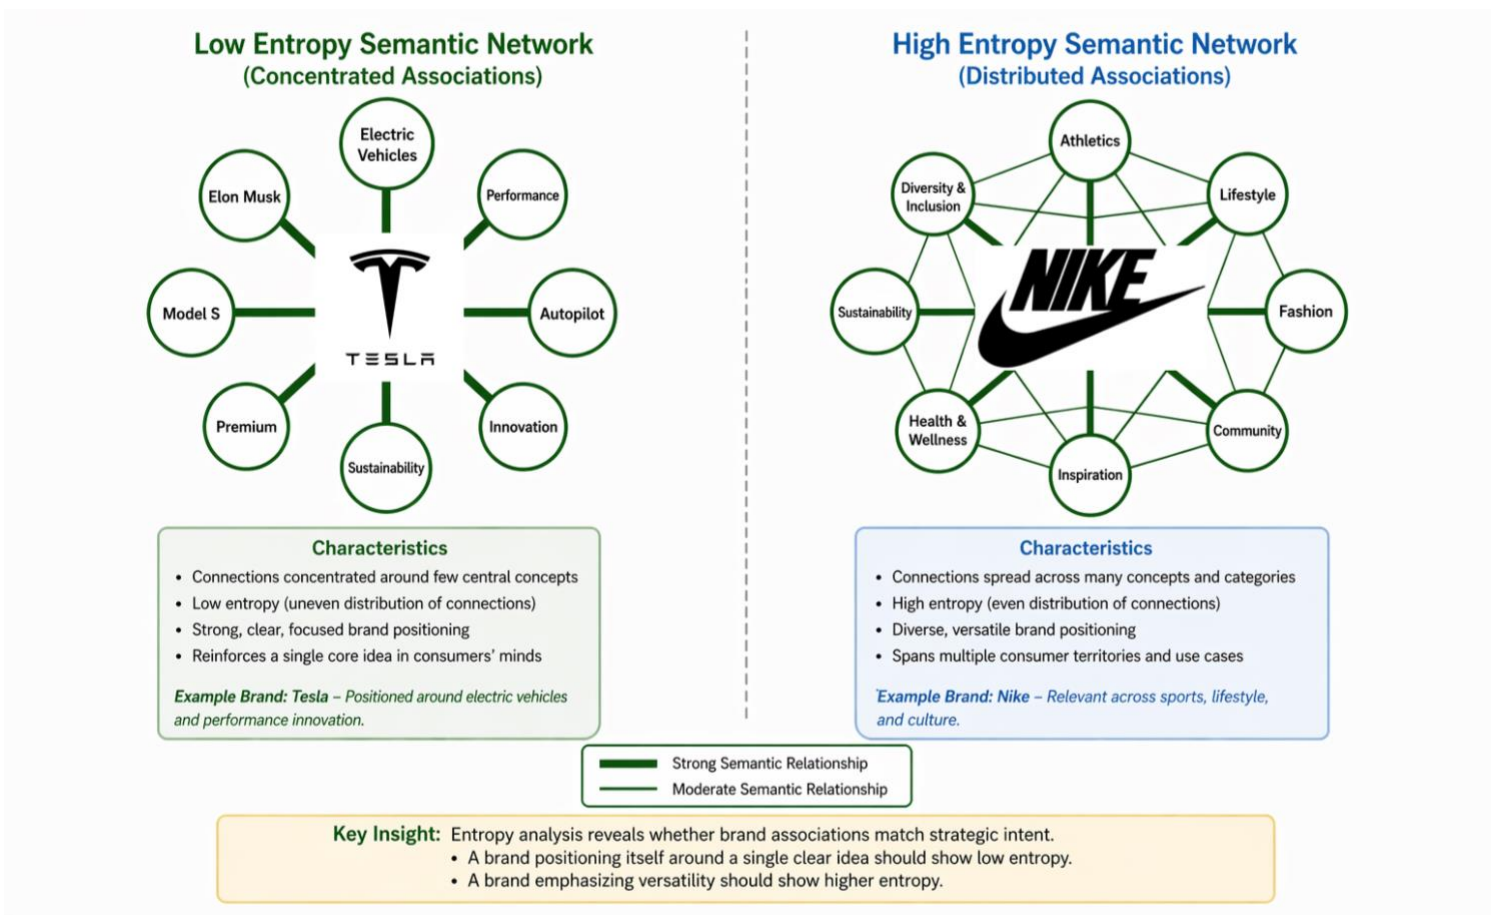 Low Entropy Semantic Network
(Concentrated Associations)
Electric
Vehicles
Elon Musk
Performance
Model S
TESLA
Autopilot
Premium
Innovation
Sustainability
Characteristics
• Connections concentrated around few central concepts
• Low entropy (uneven distribution of connections)
• Strong, clear, focused brand positioning
• Reinforces a single core idea in consumers’ minds
Example Brand: Tesla – Positioned around electric vehicles
and performance innovation.
High Entropy Semantic Network
(Distributed Associations)
Athletics
Diversity &
Inclusion
Lifestyle
Sustainability
NIKE
Fashion
Health &
Wellness
Community
Inspiration
Characteristics
• Connections spread across many concepts and categories
• High entropy (even distribution of connections)
• Diverse, versatile brand positioning
• Spans multiple consumer territories and use cases
Example Brand: Nike – Relevant across sports, lifestyle,
and culture.
Strong Semantic Relationship
Moderate Semantic Relationship
Key Insight: Entropy analysis reveals whether brand associations match strategic intent.
• A brand positioning itself around a single clear idea should show low entropy.
• A brand emphasizing versatility should show higher entropy.